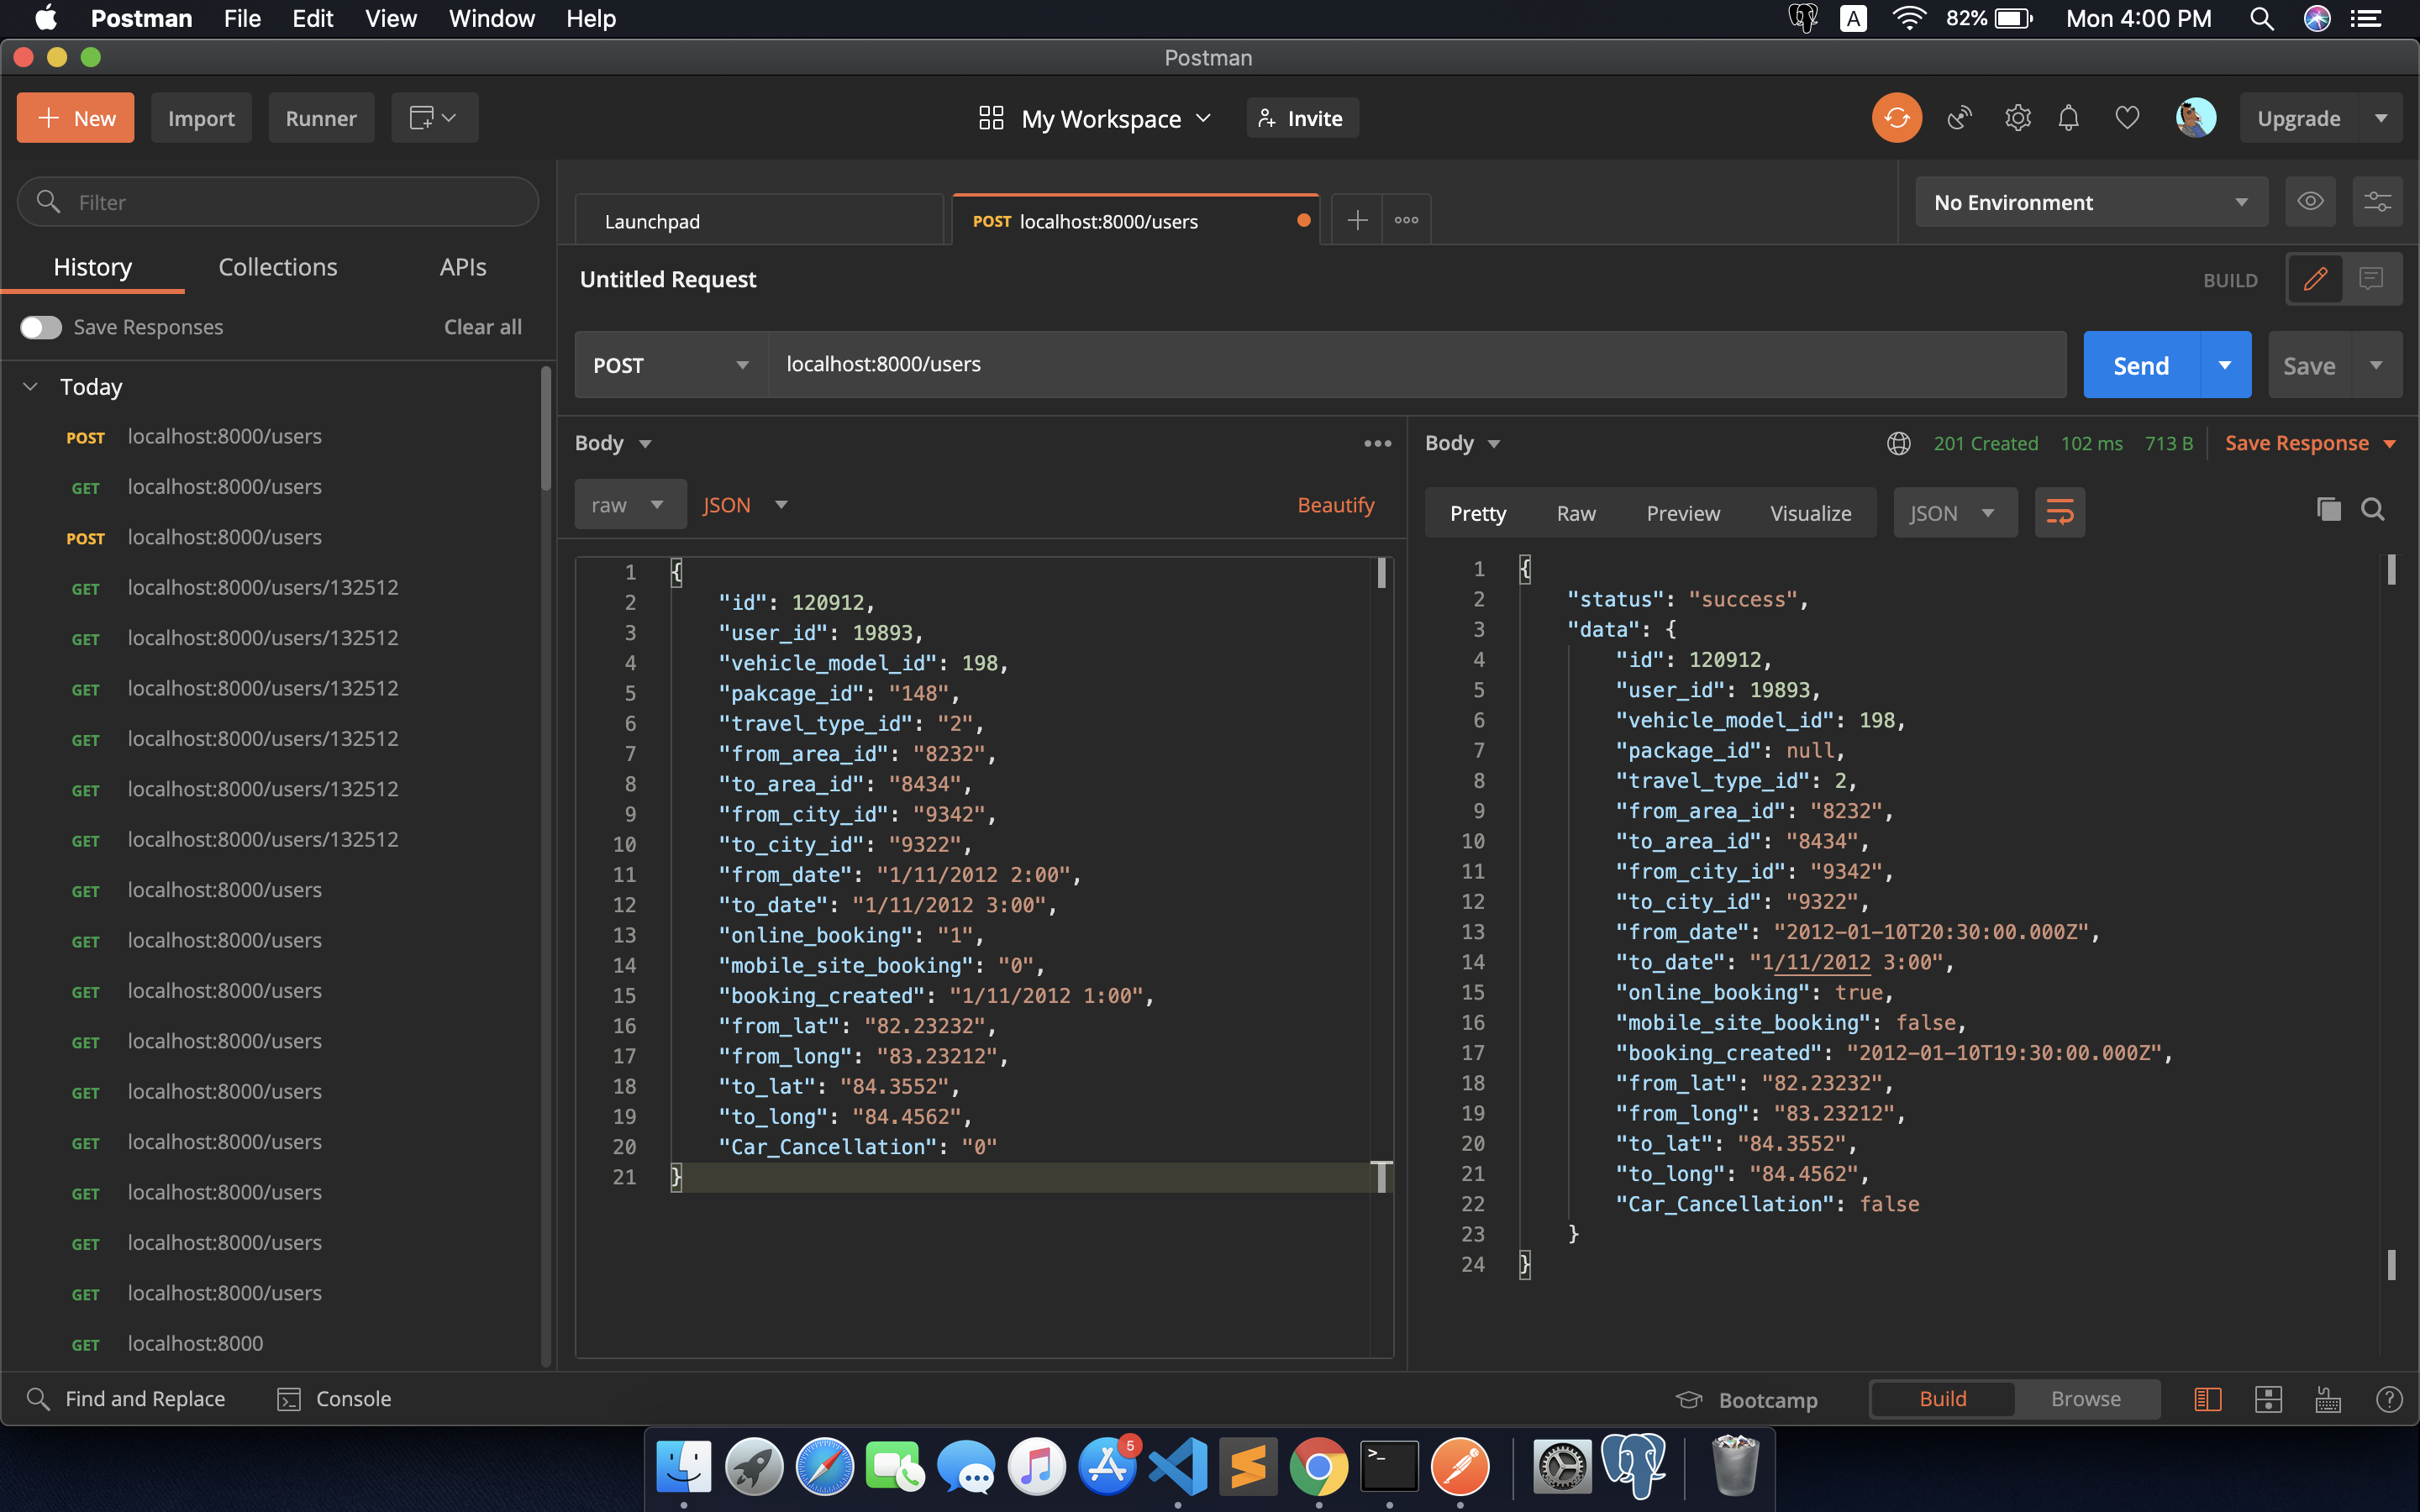 Postman File Edit View Window Help
A 82% Mon 4:00 PM
Postman
New Import Runner
My Workspace Invite
Upgrade
Filter
History Collections APIs
Save Responses Clear all
Today
POST localhost:8000/users
GET localhost:8000/users
POST localhost:8000/users
GET localhost:8000/users/132512
GET localhost:8000/users/132512
GET localhost:8000/users/132512
GET localhost:8000/users/132512
GET localhost:8000/users/132512
GET localhost:8000/users/132512
GET localhost:8000/users
GET localhost:8000/users
GET localhost:8000/users
GET localhost:8000/users
GET localhost:8000/users
GET localhost:8000/users
GET localhost:8000/users
GET localhost:8000/users
GET localhost:8000/users
GET localhost:8000
Launchpad
POST localhost:8000/users
No Environment
Untitled Request
BUILD
POST localhost:8000/users
Send Save
Body
raw JSON Beautify
1 {
2 "id": 120912,
3 "user_id": 19893,
4 "vehicle_model_id": 198,
5 "pakcage_id": "148",
6 "travel_type_id": "2",
7 "from_area_id": "8232",
8 "to_area_id": "8434",
9 "from_city_id": "9342",
10 "to_city_id": "9322",
11 "from_date": "1/11/2012 2:00",
12 "to_date": "1/11/2012 3:00",
13 "online_booking": "1",
14 "mobile_site_booking": "0",
15 "booking_created": "1/11/2012 1:00",
16 "from_lat": "82.23232",
17 "from_long": "83.23212",
18 "to_lat": "84.3552",
19 "to_long": "84.4562",
20 "Car_Cancellation": "0"
21 }
Body 201 Created 102 ms 713 B Save Response
Pretty Raw Preview Visualize JSON
1 {
2 "status": "success",
3 "data": {
4 "id": 120912,
5 "user_id": 19893,
6 "vehicle_model_id": 198,
7 "package_id": null,
8 "travel_type_id": 2,
9 "from_area_id": "8232",
10 "to_area_id": "8434",
11 "from_city_id": "9342",
12 "to_city_id": "9322",
13 "from_date": "2012-01-10T20:30:00.000Z",
14 "to_date": "1/11/2012 3:00",
15 "online_booking": true,
16 "mobile_site_booking": false,
17 "booking_created": "2012-01-10T19:30:00.000Z",
18 "from_lat": "82.23232",
19 "from_long": "83.23212",
20 "to_lat": "84.3552",
21 "to_long": "84.4562",
22 "Car_Cancellation": false
23 }
24 }
Find and Replace Console
Bootcamp Build Browse
5